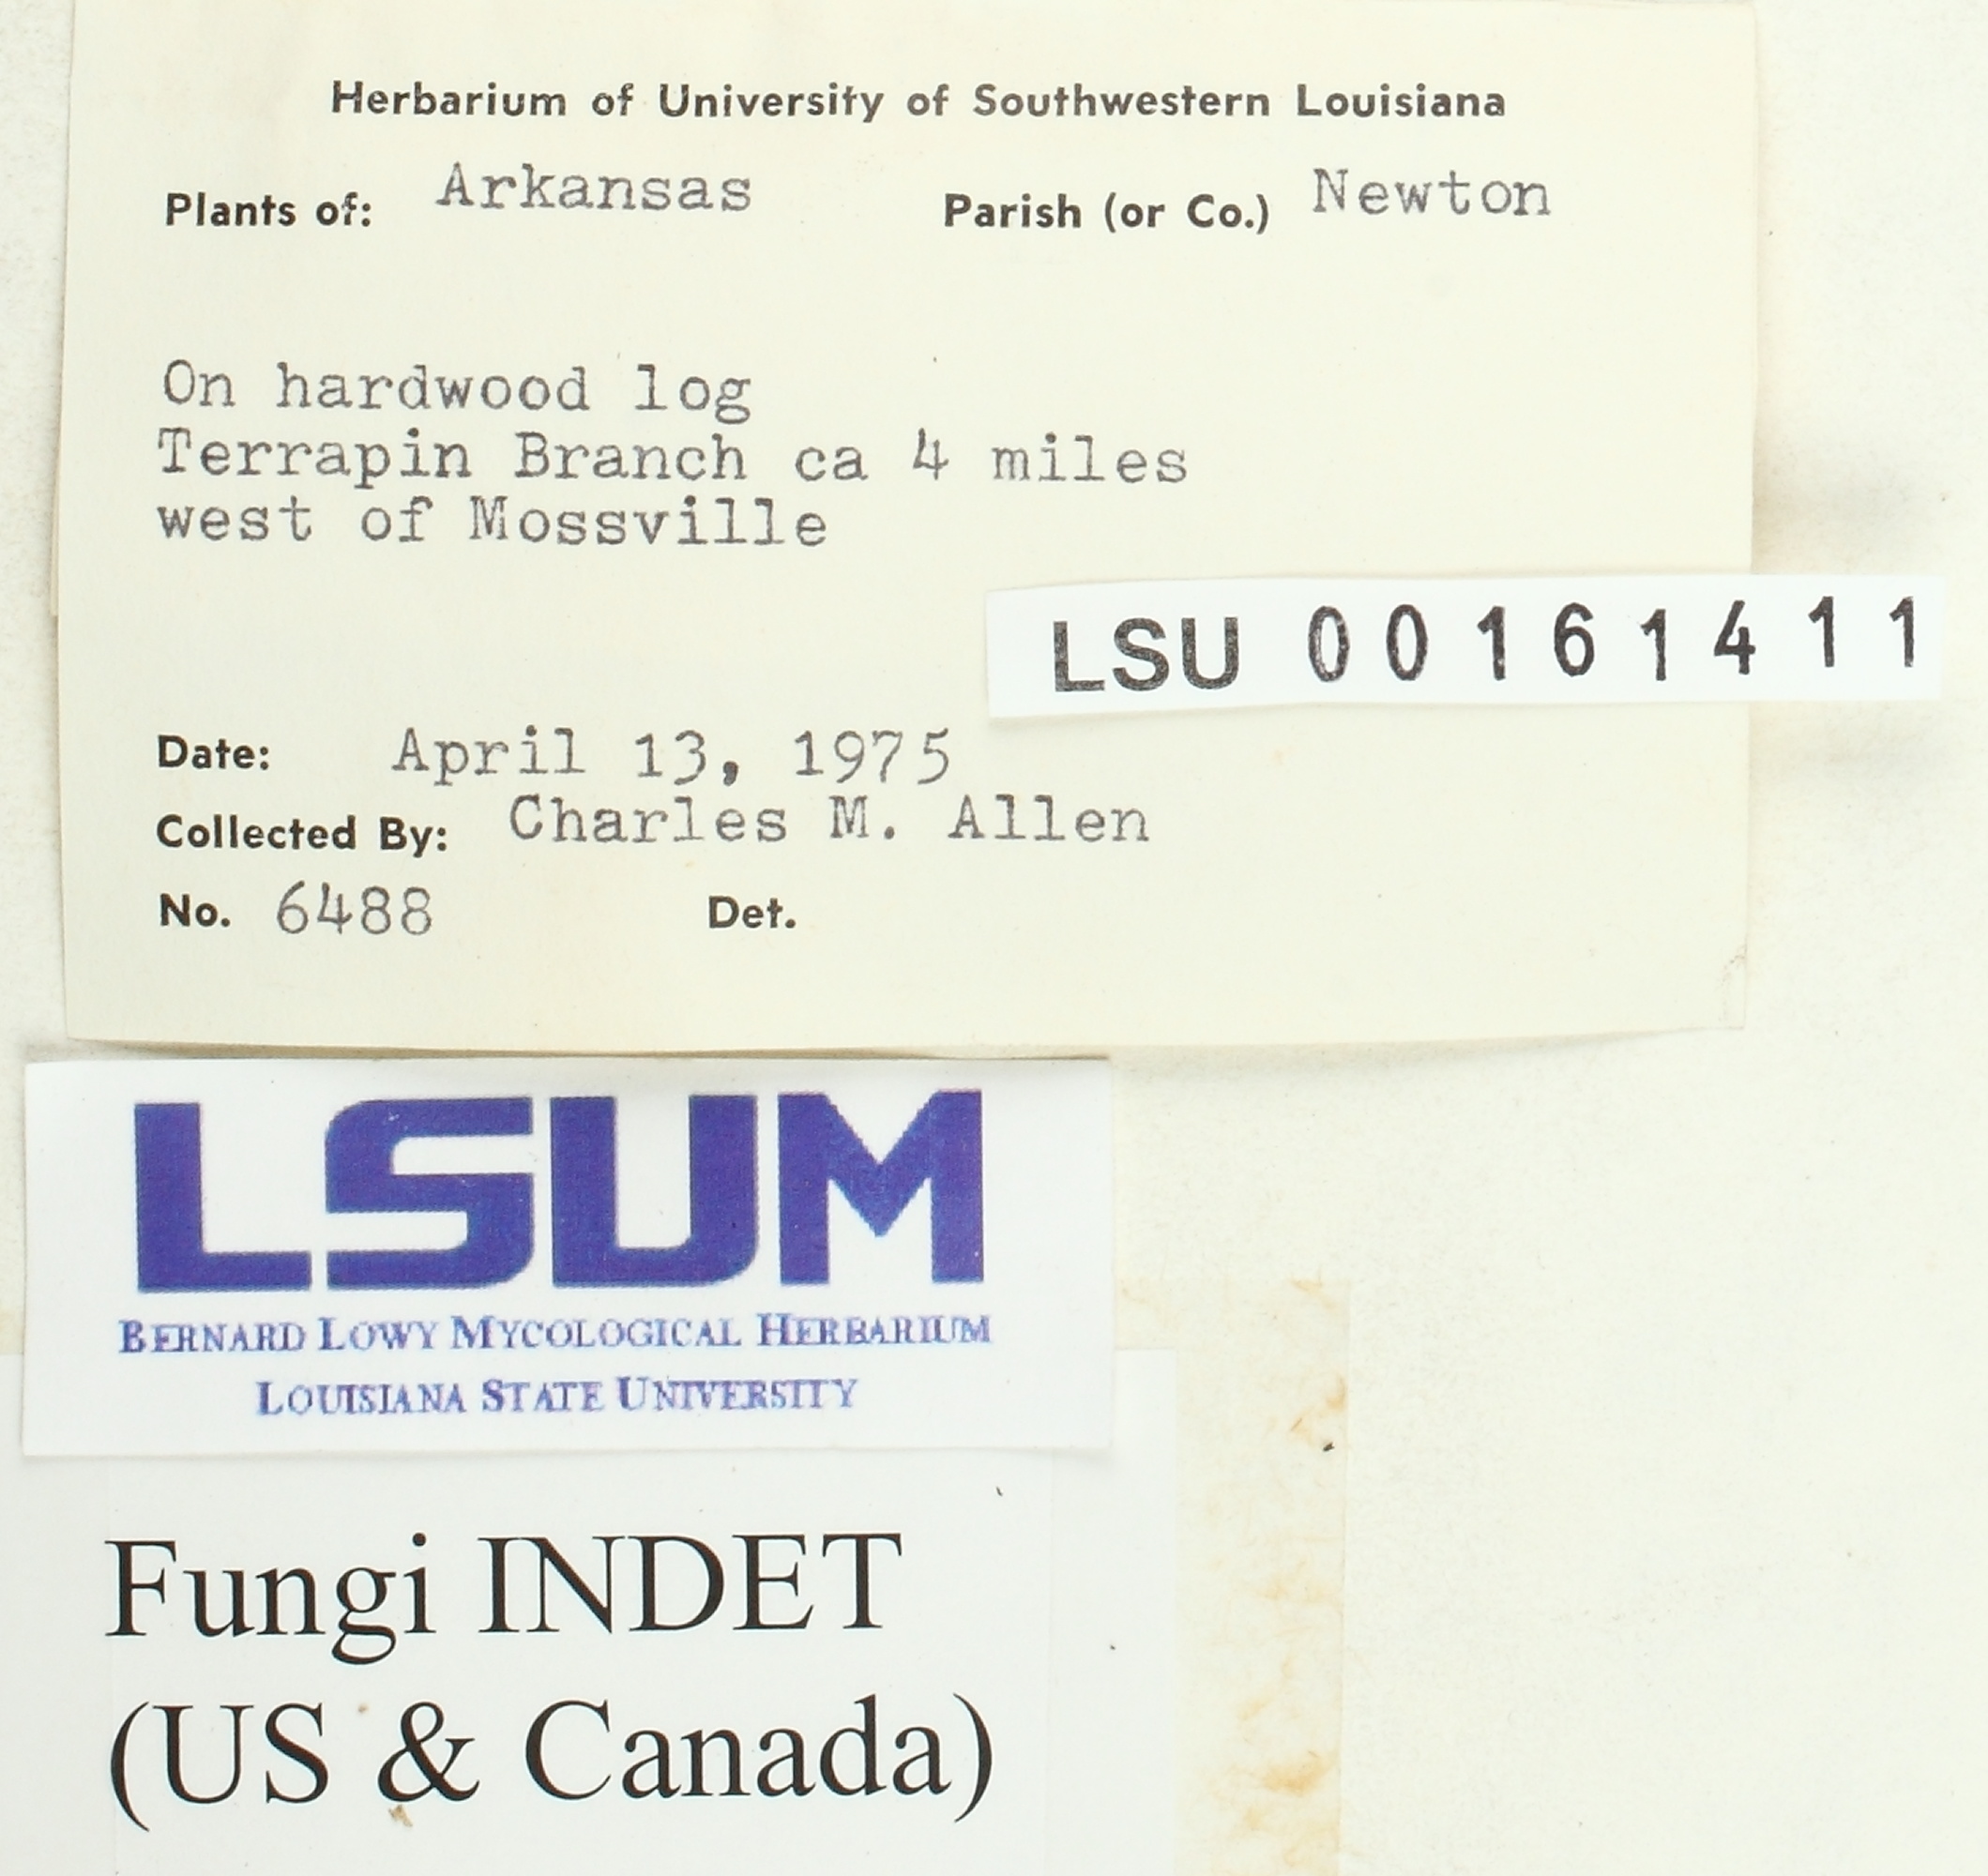 Herbarium of University of Southwestern Louisiana
Plants of: Arkansas Parish (or Co.) Newton
On hardwood log
Terrapin Branch ca 4 miles
west of Mossville
LSU 00161411
Date: April 13, 1975
Collected By: Charles M. Allen
No. 6488 Det.
LSUM
BERNARD LOWY MYCOLOGICAL HERBARIUM
LOUISIANA STATE UNIVERSITY
Fungi INDET
(US & Canada)